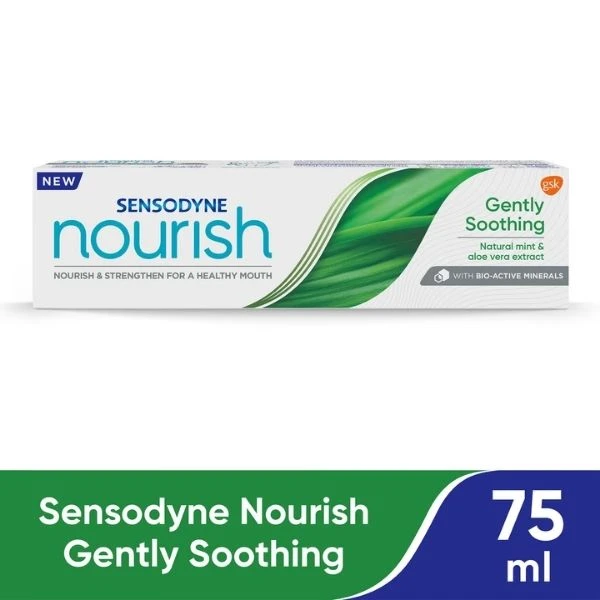 NEW
SENSODYNE
nourish
NOURISH & STRENGTHEN FOR A HEALTHY MOUTH
gsk
Gently
Soothing
Natural mint &
aloe vera extract
WITH BIO-ACTIVE MINERALS
Sensodyne Nourish
Gently Soothing
75
ml